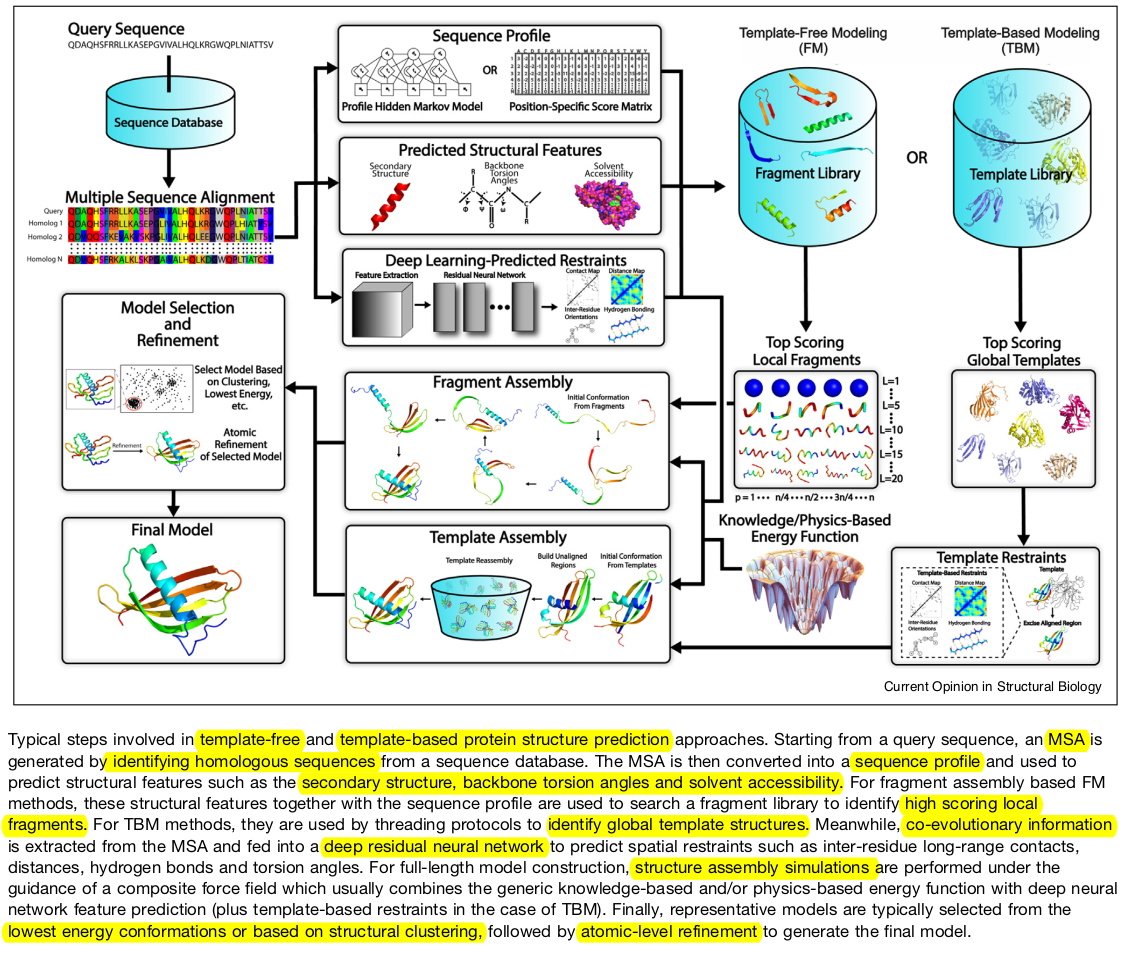 Query Sequence
QDAQHSFRRLLKASEPGVIVALHQLKRGWQPLNIATTSV
Sequence Database
Multiple Sequence Alignment
Query
Homolog 1
Homolog 2
Homolog N
Sequence Profile
OR
Profile Hidden Markov Model
Position-Specific Score Matrix
Predicted Structural Features
Secondary
Structure
Backbone
Torsion
Angles
Solvent
Accessibility
R
C
N
C
C
O
R
Φ
Ψ
ω
Deep Learning-Predicted Restraints
Feature Extraction
Residual Neural Network
Contact Map
Distance Map
Inter-Residue
Orientations
Hydrogen Bonding
Template-Free Modeling
(FM)
Fragment Library
OR
Template-Based Modeling
(TBM)
Template Library
Top Scoring
Local Fragments
L=1
L=5
L=10
L=15
L=20
p = 1 • • • n/4 • • • n/2 • • • 3n/4 • • • n
Top Scoring
Global Templates
Model Selection
and
Refinement
Select Model Based
on Clustering,
Lowest Energy,
etc.
Refinement
Atomic
Refinement
of Selected Model
Final Model
Fragment Assembly
Initial Conformation
From Fragments
Template Assembly
Template Reassembly
Build Unaligned
Regions
Initial Conformation
From Templates
Knowledge/Physics-Based
Energy Function
Template Restraints
Template-Based Restraints
Contact Map
Distance Map
Inter-Residue
Orientations
Hydrogen Bonding
Template
Excise Aligned Region
Current Opinion in Structural Biology
Typical steps involved in template-free and template-based protein structure prediction approaches. Starting from a query sequence, an MSA is
generated by identifying homologous sequences from a sequence database. The MSA is then converted into a sequence profile and used to
predict structural features such as the secondary structure, backbone torsion angles and solvent accessibility. For fragment assembly based FM
methods, these structural features together with the sequence profile are used to search a fragment library to identify high scoring local
fragments. For TBM methods, they are used by threading protocols to identify global template structures. Meanwhile, co-evolutionary information
is extracted from the MSA and fed into a deep residual neural network to predict spatial restraints such as inter-residue long-range contacts,
distances, hydrogen bonds and torsion angles. For full-length model construction, structure assembly simulations are performed under the
guidance of a composite force field which usually combines the generic knowledge-based and/or physics-based energy function with deep neural
network feature prediction (plus template-based restraints in the case of TBM). Finally, representative models are typically selected from the
lowest energy conformations or based on structural clustering, followed by atomic-level refinement to generate the final model.